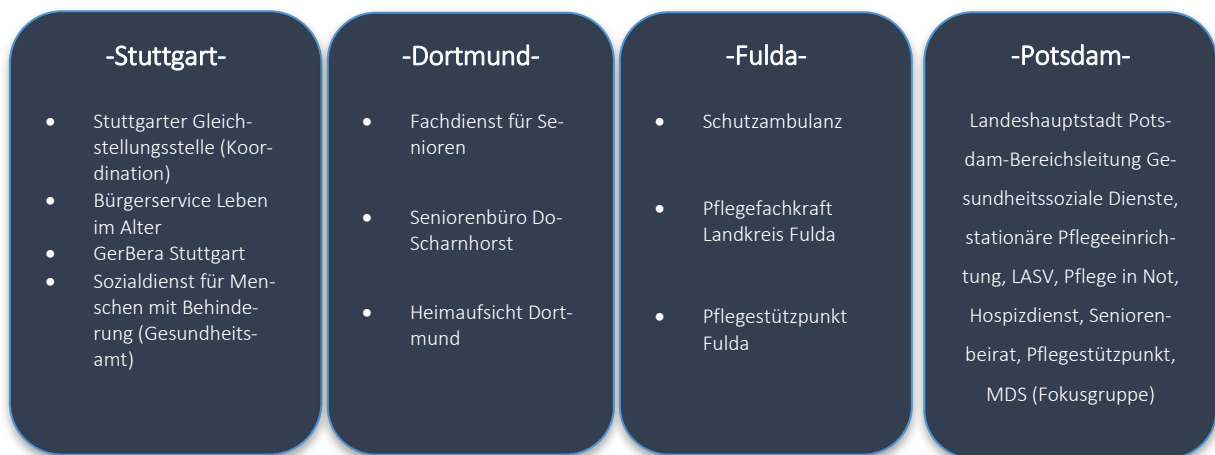 -Stuttgart-
• Stuttgarter Gleich-
stellungsstelle (Koor-
dination)
• Bürgerservice Leben
im Alter
• GerBera Stuttgart
• Sozialdienst für Men-
schen mit Behinde-
rung (Gesundheits-
amt)
-Dortmund-
• Fachdienst für Se-
nioren
• Seniorenbüro Do-
Scharnhorst
• Heimaufsicht Dort-
mund
-Fulda-
• Schutzambulanz
• Pflegefachkraft
Landkreis Fulda
• Pflegestützpunkt
Fulda
-Potsdam-
Landeshauptstadt Pots-
dam-Bereichsleitung Ge-
sundheitssoziale Dienste,
stationäre Pflegeeinrich-
tung, LASV, Pflege in Not,
Hospizdienst, Senioren-
beirat, Pflegestützpunkt,
MDS (Fokusgruppe)